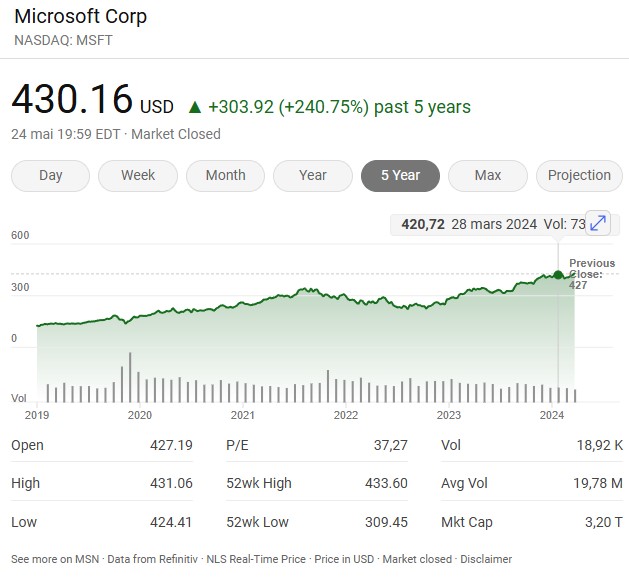 Microsoft Corp
NASDAQ: MSFT
430.16 USD ▲ +303.92 (+240.75%) past 5 years
24 mai 19:59 EDT · Market Closed
Day Week Month Year 5 Year Max Projection
420,72 28 mars 2024 Vol: 73
600
Previous
Close:
427
300
0
Vol
2019 2020 2021 2022 2023 2024
Open 427.19 P/E 37,27 Vol 18,92 K
High 431.06 52wk High 433.60 Avg Vol 19,78 M
Low 424.41 52wk Low 309.45 Mkt Cap 3,20 T
See more on MSN · Data from Refinitiv · NLS Real-Time Price · Price in USD · Market closed · Disclaimer